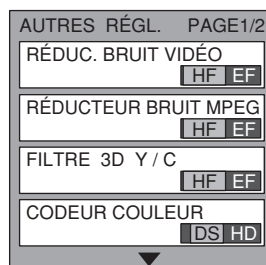 AUTRES RÉGL. PAGE1/2
RÉDUC. BRUIT VIDÉO
HF EF
RÉDUCTEUR BRUIT MPEG
HF EF
FILTRE 3D Y / C
HF EF
CODEUR COULEUR
DS HD